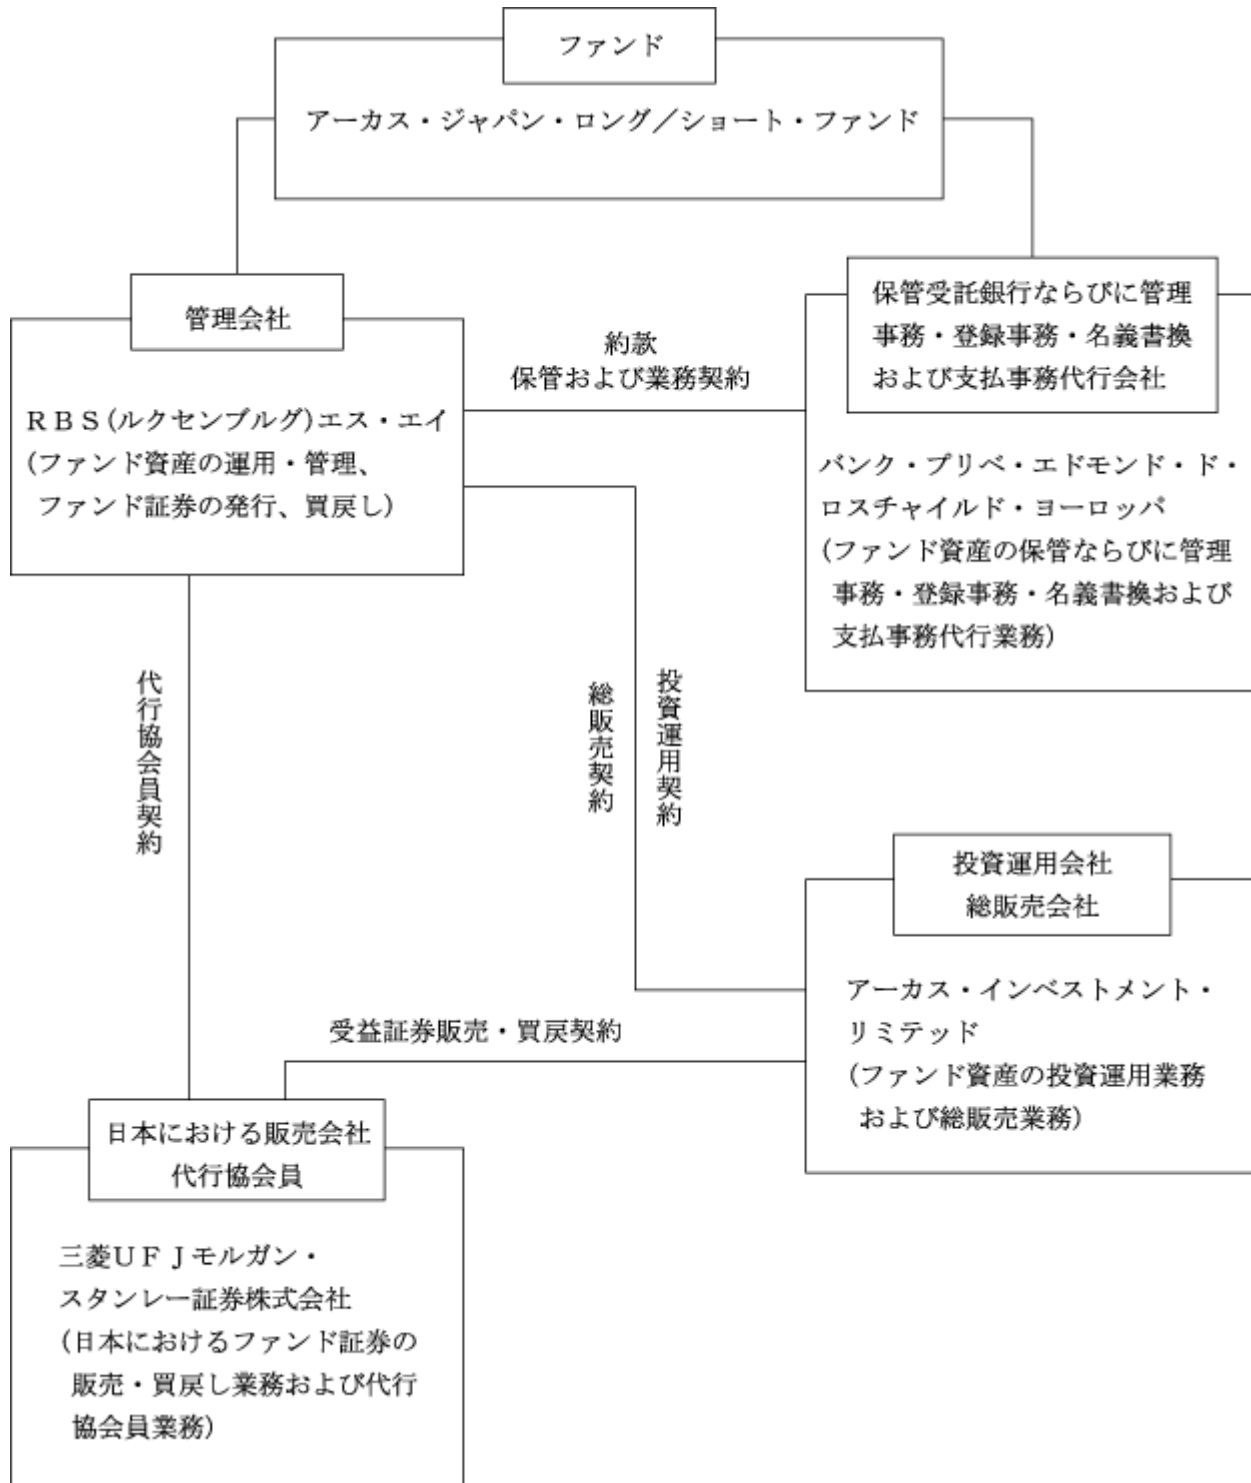 ファンド
アーカス・ジャパン・ロング／ショート・ファンド
管理会社
ＲＢＳ(ルクセンブルグ)エス・エイ
(ファンド資産の運用・管理、
ファンド証券の発行、買戻し)
約款
保管および業務契約
保管受託銀行ならびに管理
事務・登録事務・名義書換
および支払事務代行会社
バンク・プリベ・エドモンド・ド・
ロスチャイルド・ヨーロッパ
(ファンド資産の保管ならびに管理
事務・登録事務・名義書換および
支払事務代行業務)
代行協会員契約
総販売契約
投資運用契約
投資運用会社
総販売会社
アーカス・インベストメント・
リミテッド
(ファンド資産の投資運用業務
および総販売業務)
受益証券販売・買戻契約
日本における販売会社
代行協会員
三菱ＵＦＪモルガン・
スタンレー証券株式会社
(日本におけるファンド証券の
販売・買戻し業務および代行
協会員業務)